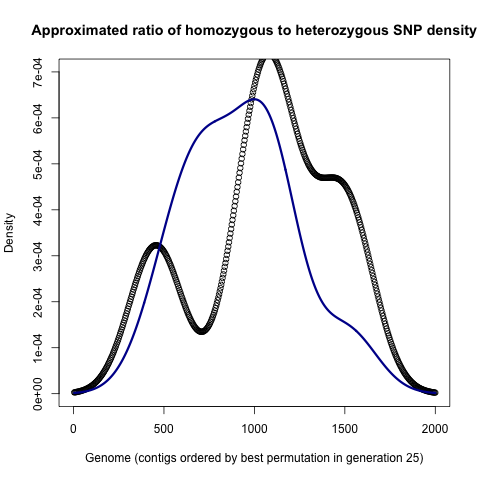 Approximated ratio of homozygous to heterozygous SNP density
7e-04
6e-04
5e-04
4e-04
3e-04
2e-04
1e-04
0e+00
Density
0 500 1000 1500 2000
Genome (contigs ordered by best permutation in generation 25)